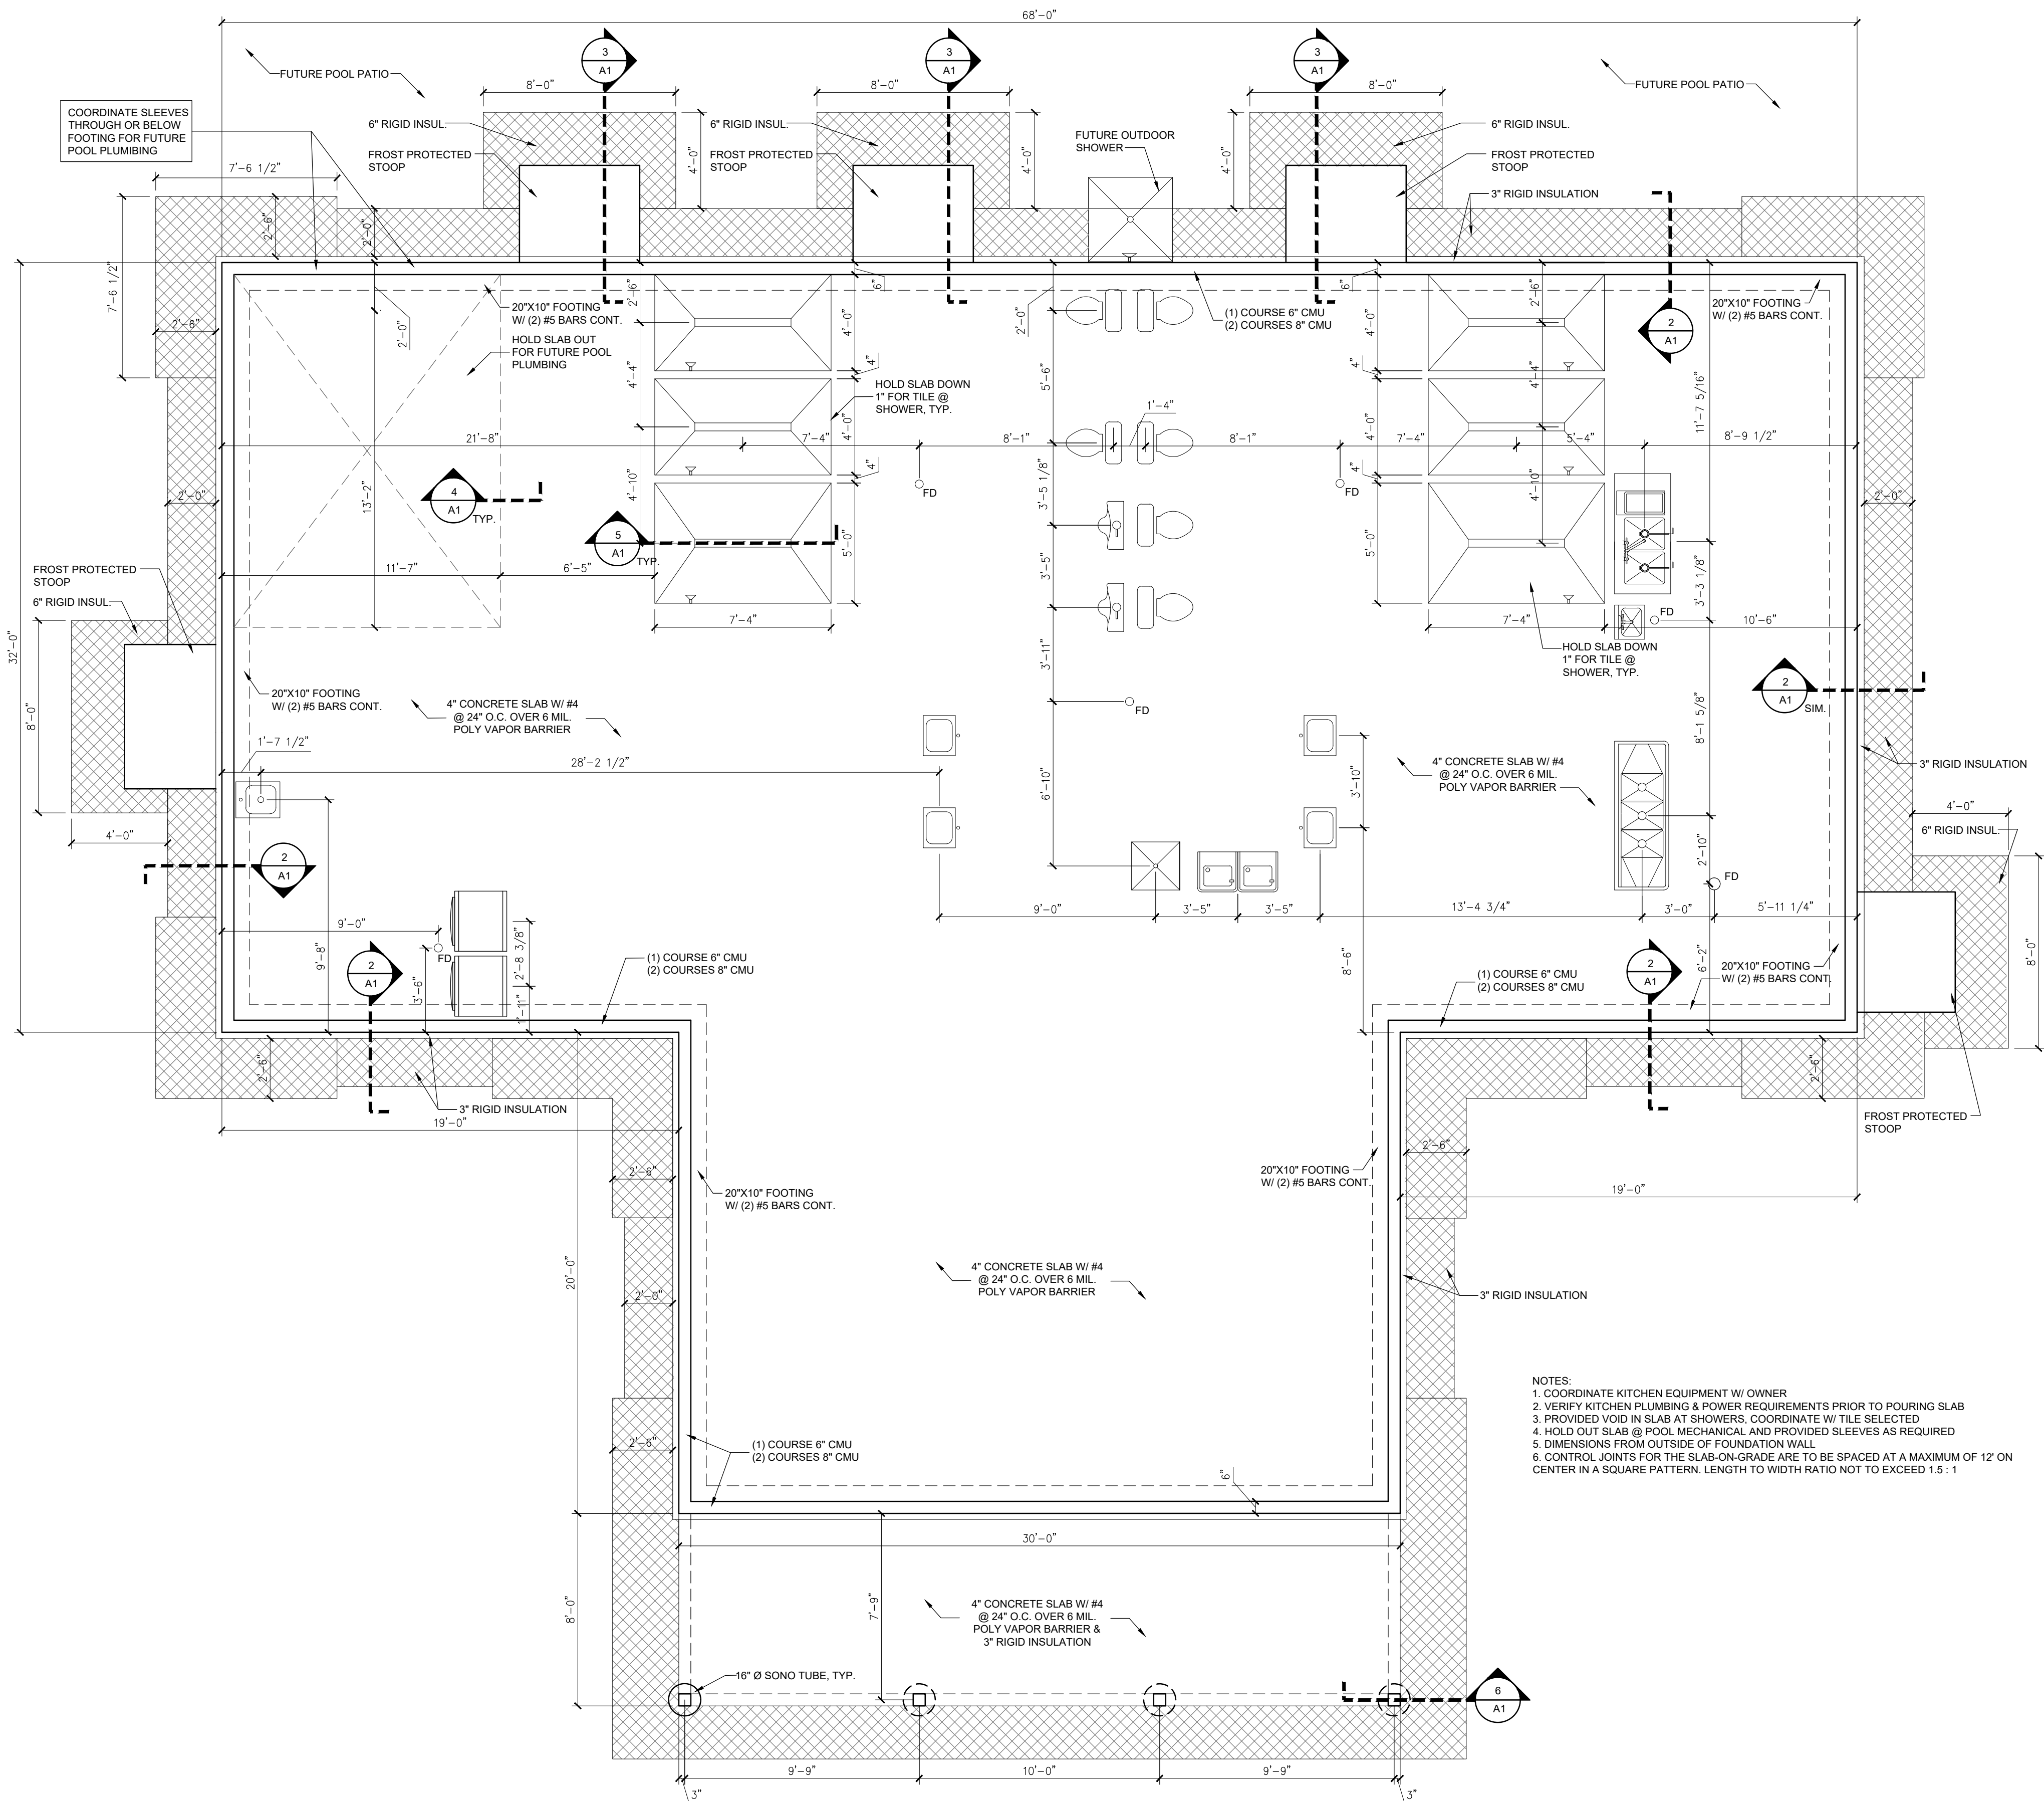 68'-0"
FUTURE POOL PATIO
3
A1
3
A1
3
A1
FUTURE POOL PATIO
8'-0"
8'-0"
8'-0"
COORDINATE SLEEVES
THROUGH OR BELOW
FOOTING FOR FUTURE
POOL PLUMBING
6" RIGID INSUL.
FROST PROTECTED
STOOP
4'-0"
6" RIGID INSUL.
FROST PROTECTED
STOOP
4'-0"
FUTURE OUTDOOR
SHOWER
4'-0"
6" RIGID INSUL.
FROST PROTECTED
STOOP
3" RIGID INSULATION
7'-6 1/2"
7'-6 1/2"
2'-6"
2'-0"
2'-6"
2'-0"
20"X10" FOOTING
W/ (2) #5 BARS CONT.
HOLD SLAB OUT
FOR FUTURE POOL
PLUMBING
2'-6"
6"
4'-0"
4"
4'-4"
HOLD SLAB DOWN
1" FOR TILE @
SHOWER, TYP.
4'-0"
4"
4'-10"
5'-0"
2'-0"
5'-6"
(1) COURSE 6" CMU
(2) COURSES 8" CMU
6"
4'-0"
4"
4'-0"
4"
5'-0"
2'-6"
4'-4"
4'-10"
2
A1
20"X10" FOOTING
W/ (2) #5 BARS CONT.
11'-7 5/16"
1'-4"
21'-8"
7'-4"
8'-1"
8'-1"
7'-4"
5'-4"
8'-9 1/2"
2'-0"
13'-2"
4
A1
TYP.
5
A1
TYP.
FD
3'-5 1/8"
FD
2'-0"
32'-0"
FROST PROTECTED
STOOP
6" RIGID INSUL.
11'-7"
6'-5"
7'-4"
3'-5"
3'-11"
7'-4"
3'-3 1/8"
FD
10'-6"
HOLD SLAB DOWN
1" FOR TILE @
SHOWER, TYP.
8'-0"
20"X10" FOOTING
W/ (2) #5 BARS CONT.
4" CONCRETE SLAB W/ #4
@ 24" O.C. OVER 6 MIL.
POLY VAPOR BARRIER
FD
2
A1
SIM.
8'-1 5/8"
1'-7 1/2"
28'-2 1/2"
6'-10"
3'-10"
4" CONCRETE SLAB W/ #4
@ 24" O.C. OVER 6 MIL.
POLY VAPOR BARRIER
3" RIGID INSULATION
4'-0"
4'-0"
6" RIGID INSUL.
2
A1
2'-10"
FD
9'-0"
9'-8"
9'-0"
3'-5"
3'-5"
13'-4 3/4"
3'-0"
5'-11 1/4"
FD
2
A1
3'-6"
2'-8 3/8"
1'-11"
(1) COURSE 6" CMU
(2) COURSES 8" CMU
8'-6"
(1) COURSE 6" CMU
(2) COURSES 8" CMU
2
A1
6'-2"
20"X10" FOOTING
W/ (2) #5 BARS CONT.
8'-0"
2'-6"
3" RIGID INSULATION
19'-0"
2'-6"
FROST PROTECTED
STOOP
2'-6"
20"X10" FOOTING
W/ (2) #5 BARS CONT.
20"X10" FOOTING
W/ (2) #5 BARS CONT.
2'-6"
19'-0"
20'-0"
2'-0"
4" CONCRETE SLAB W/ #4
@ 24" O.C. OVER 6 MIL.
POLY VAPOR BARRIER
3" RIGID INSULATION
NOTES:
1. COORDINATE KITCHEN EQUIPMENT W/ OWNER
2. VERIFY KITCHEN PLUMBING & POWER REQUIREMENTS PRIOR TO POURING SLAB
3. PROVIDED VOID IN SLAB AT SHOWERS, COORDINATE W/ TILE SELECTED
4. HOLD OUT SLAB @ POOL MECHANICAL AND PROVIDED SLEEVES AS REQUIRED
5. DIMENSIONS FROM OUTSIDE OF FOUNDATION WALL
6. CONTROL JOINTS FOR THE SLAB-ON-GRADE ARE TO BE SPACED AT A MAXIMUM OF 12' ON
CENTER IN A SQUARE PATTERN. LENGTH TO WIDTH RATIO NOT TO EXCEED 1.5 : 1
2'-6"
(1) COURSE 6" CMU
(2) COURSES 8" CMU
6"
30'-0"
8'-0"
7'-9"
4" CONCRETE SLAB W/ #4
@ 24" O.C. OVER 6 MIL.
POLY VAPOR BARRIER &
3" RIGID INSULATION
16" Ø SONO TUBE, TYP.
6
A1
9'-9"
10'-0"
9'-9"
3"
3"